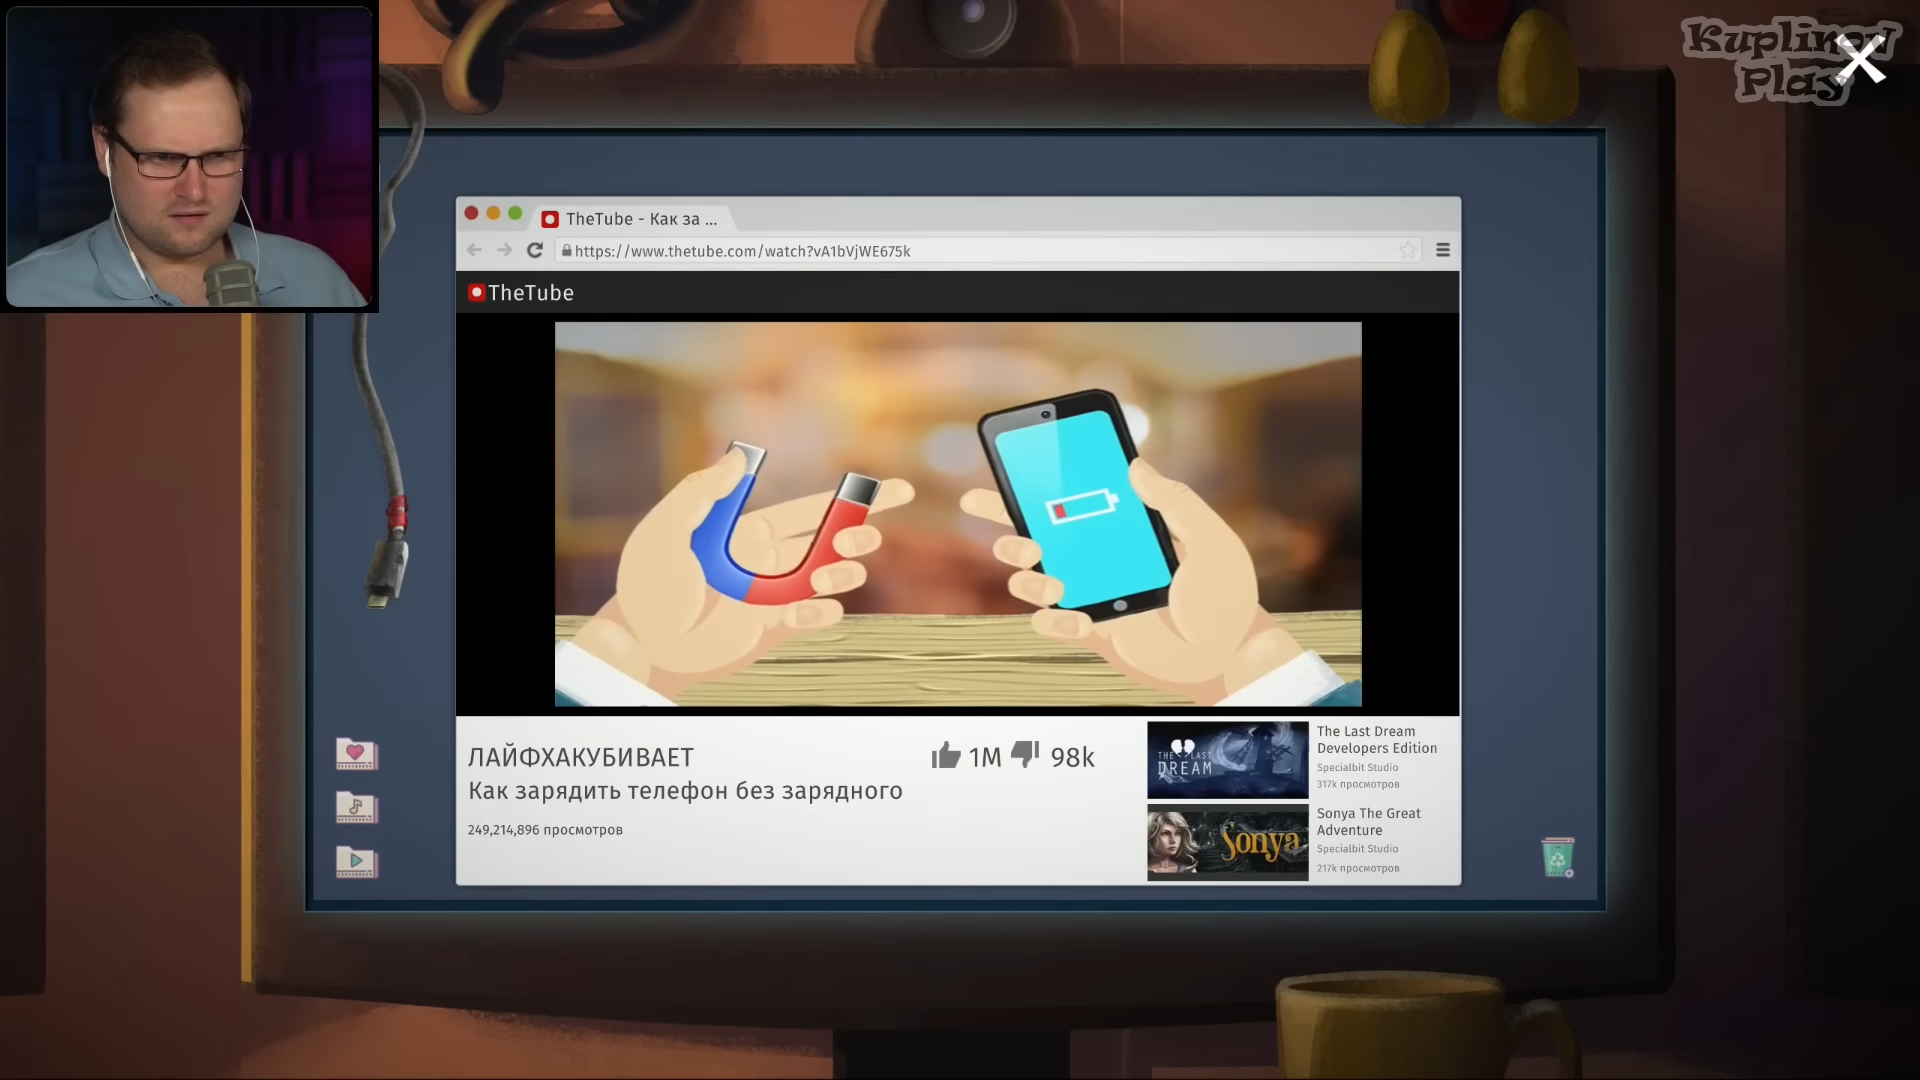 Kuplinov
Play
TheTube - Как за ...
https://www.thetube.com/watch?vA1bVjWE675k
TheTube
ЛАЙФХАКУБИВАЕТ
1M 98k
Как зарядить телефон без зарядного
249,214,896 просмотров
THE LAST
DREAM
The Last Dream
Developers Edition
Specialbit Studio
317k просмотров
Sonya
Sonya The Great
Adventure
Specialbit Studio
217k просмотров